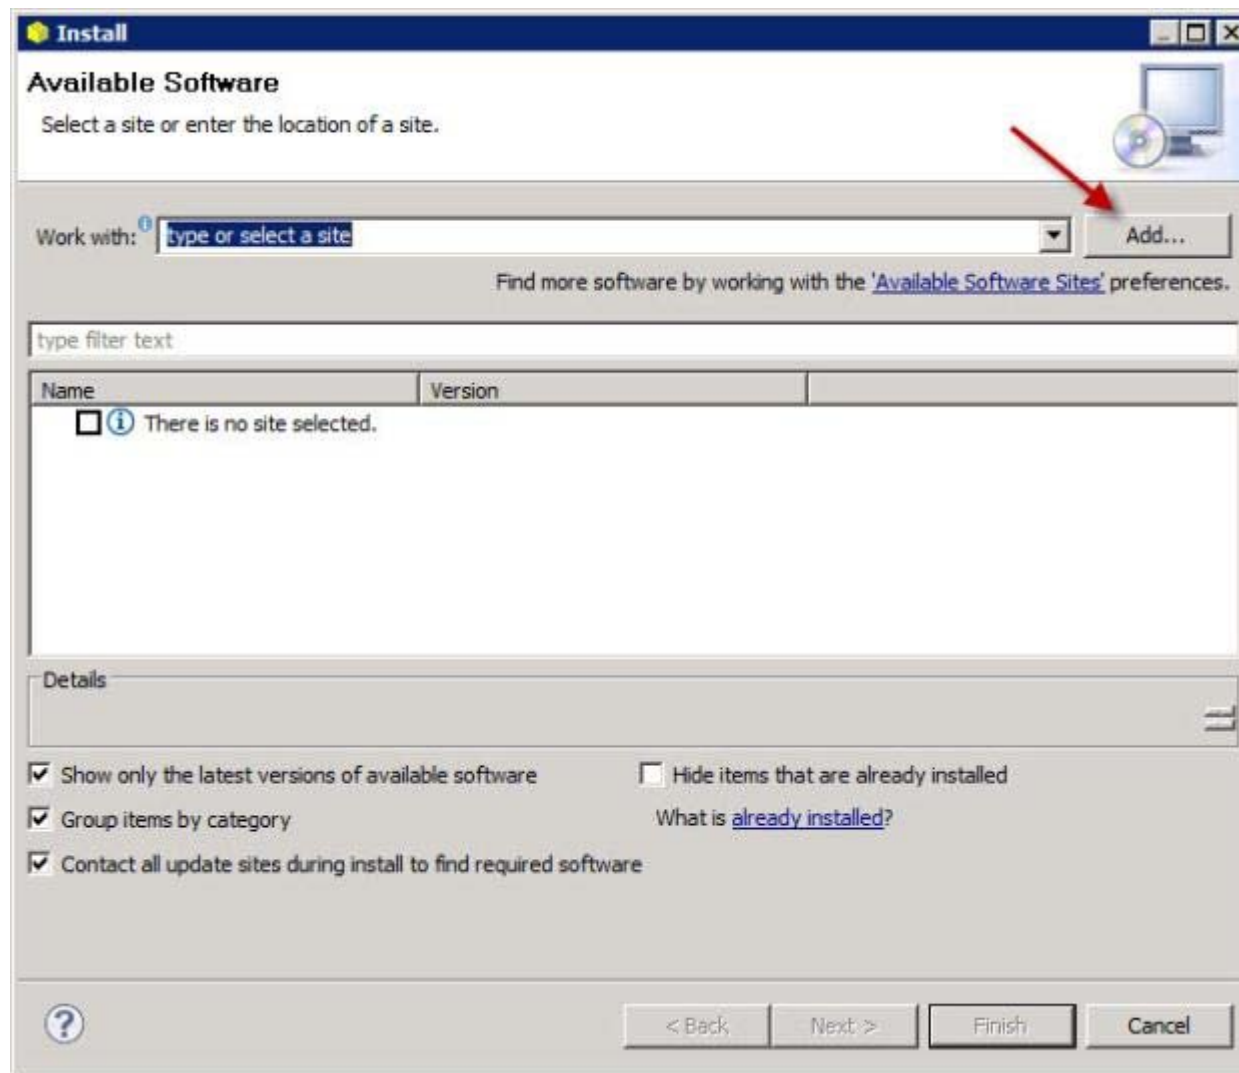 Install
Available Software
Select a site or enter the location of a site.
Work with: type or select a site Add...
Find more software by working with the 'Available Software Sites' preferences.
type filter text
Name Version
There is no site selected.
Details
Show only the latest versions of available software Hide items that are already installed
Group items by category What is already installed?
Contact all update sites during install to find required software
< Back Next > Finish Cancel